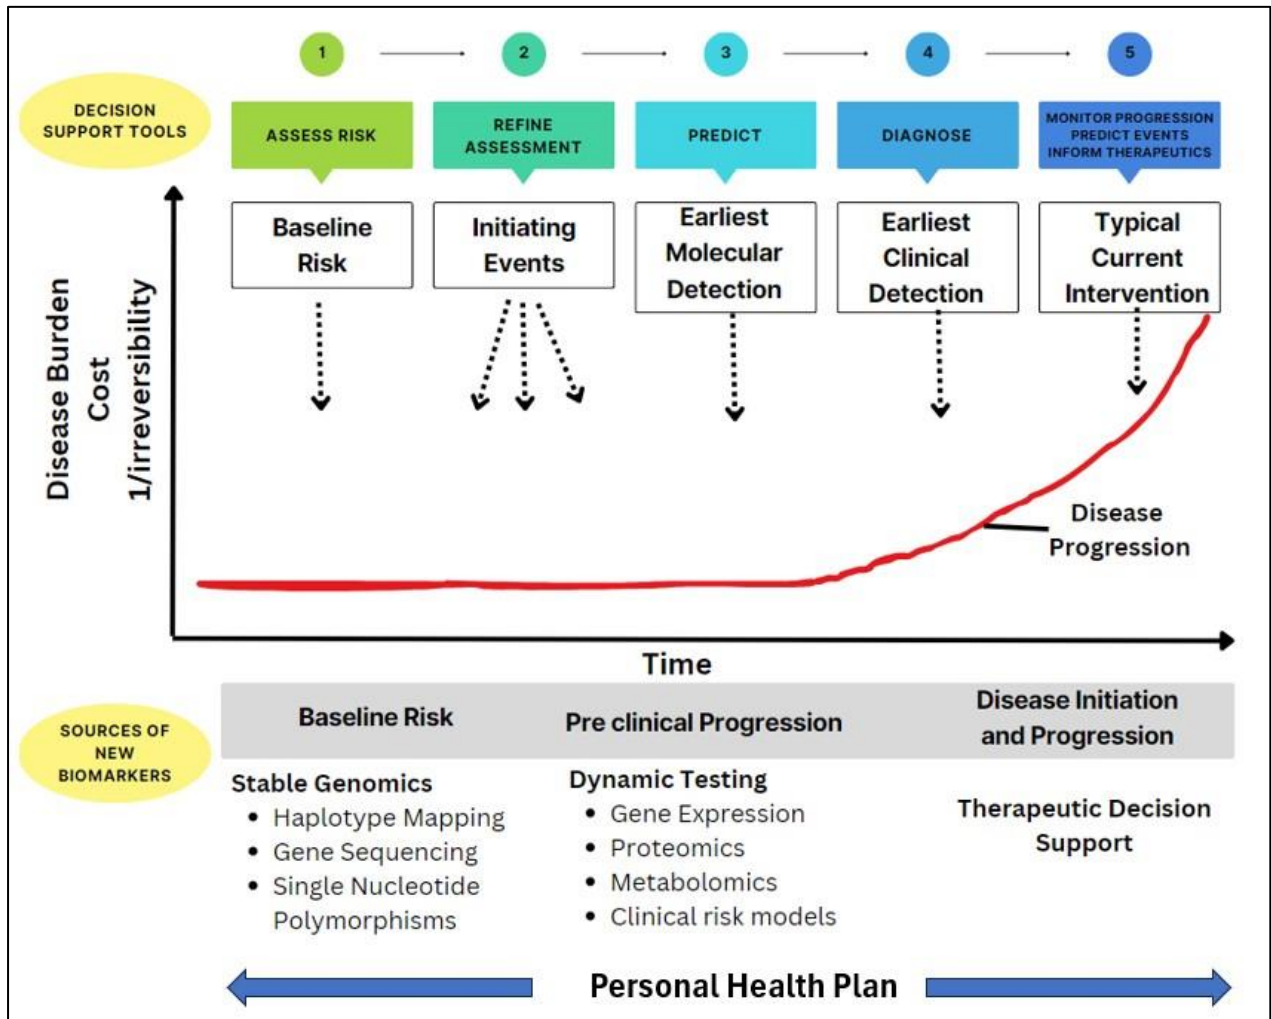 1
2
3
4
5
DECISION
SUPPORT TOOLS
ASSESS RISK
REFINE
ASSESSMENT
PREDICT
DIAGNOSE
MONITOR PROGRESSION
PREDICT EVENTS
INFORM THERAPEUTICS
Baseline
Risk
Initiating
Events
Earliest
Molecular
Detection
Earliest
Clinical
Detection
Typical
Current
Intervention
Disease Burden
Cost
1/irreversibility
Disease
Progression
Time
SOURCES OF
NEW
BIOMARKERS
Baseline Risk
Pre clinical Progression
Disease Initiation
and Progression
Stable Genomics
• Haplotype Mapping
• Gene Sequencing
• Single Nucleotide
Polymorphisms
Dynamic Testing
• Gene Expression
• Proteomics
• Metabolomics
• Clinical risk models
Therapeutic Decision
Support
Personal Health Plan